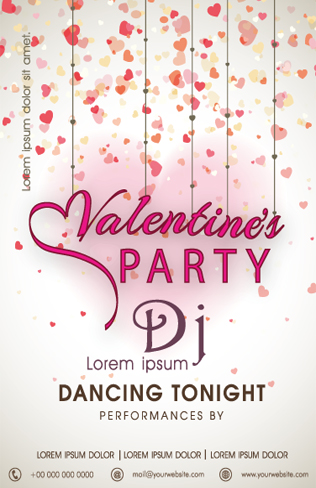 Lorem ipsum dolor sit amet,
Valentine's
PARTY
Dj
Lorem ipsum
DANCING TONIGHT
PERFORMANCES BY
LOREM IPSUM DOLOR | LOREM IPSUM DOLOR | LOREM IPSUM DOLOR
+00 000 000 0000 mail@yourwebsite.com www.yourwebsite.com